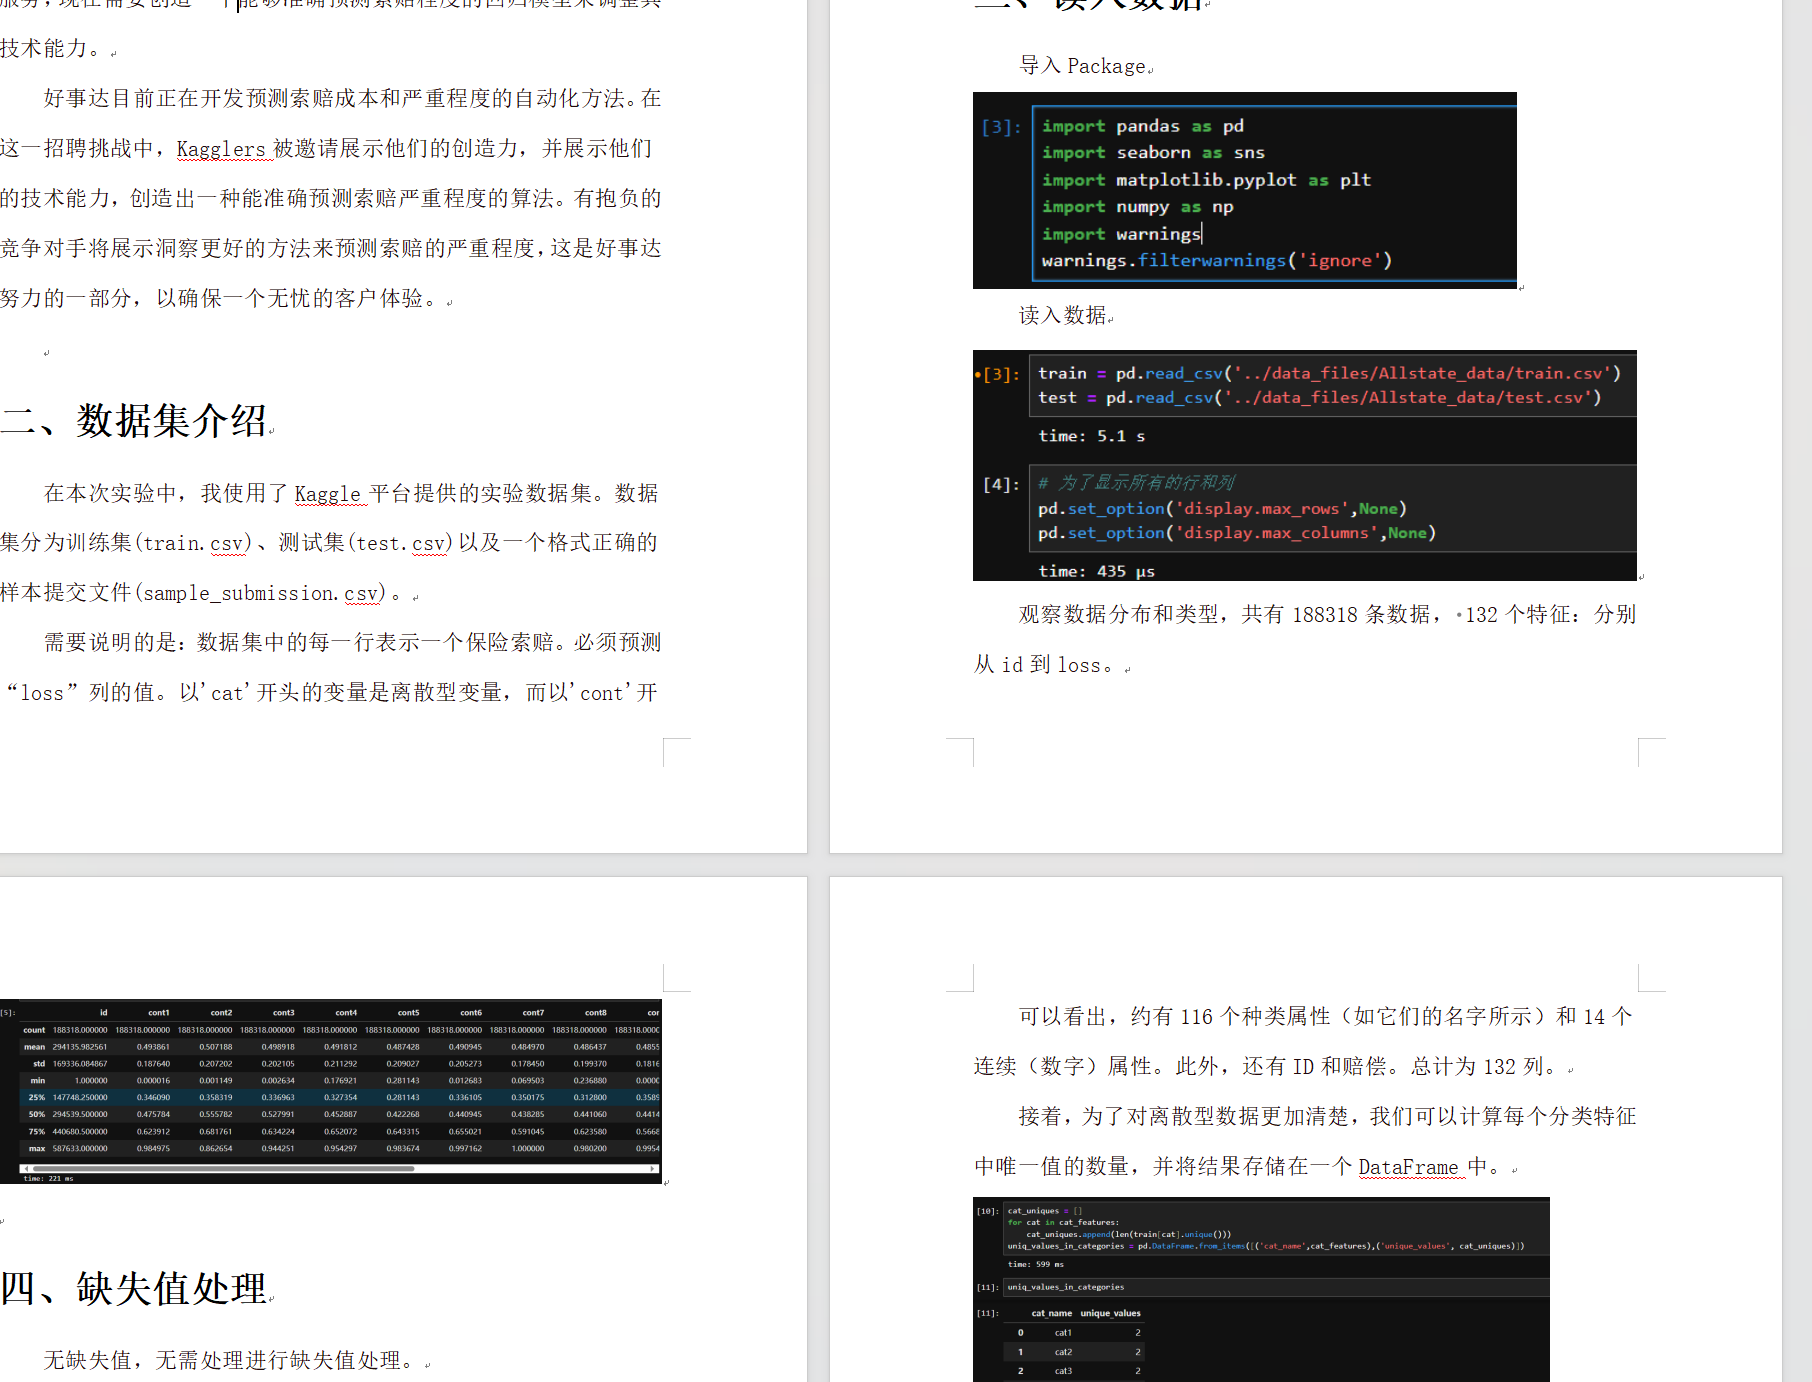 服务，现在需要创造一个能够准确预测索赔程度的回归模型来调整其
技术能力。
好事达目前正在开发预测索赔成本和严重程度的自动化方法。在
这一招聘挑战中，Kagglers 被邀请展示他们的创造力，并展示他们
的技术能力，创造出一种能准确预测索赔严重程度的算法。有抱负的
竞争对手将展示洞察更好的方法来预测索赔的严重程度，这是好事达
努力的一部分，以确保一个无忧的客户体验。
二、数据集介绍
在本次实验中，我使用了 Kaggle 平台提供的实验数据集。数据
集分为训练集(train.csv)、测试集(test.csv)以及一个格式正确的
样本提交文件(sample_submission.csv)。
需要说明的是：数据集中的每一行表示一个保险索赔。必须预测
“loss”列的值。以'cat'开头的变量是离散型变量，而以'cont'开
三、读入数据
导入 Package
[3]: import pandas as pd
import seaborn as sns
import matplotlib.pyplot as plt
import numpy as np
import warnings
warnings.filterwarnings('ignore')
读入数据
[3]: train = pd.read_csv('../data_files/Allstate_data/train.csv')
test = pd.read_csv('../data_files/Allstate_data/test.csv')
time: 5.1 s
[4]: # 为了显示所有的行和列
pd.set_option('display.max_rows',None)
pd.set_option('display.max_columns',None)
time: 435 µs
观察数据分布和类型，共有 188318 条数据， 132 个特征：分别
从 id 到 loss。
[5]: id cont1 cont2 cont3 cont4 cont5 cont6 cont7 cont8 cor
count 188318.000000 188318.000000 188318.000000 188318.000000 188318.000000 188318.000000 188318.000000 188318.000000 188318.000000 188318.000
mean 294135.982561 0.493861 0.507188 0.498918 0.491812 0.487428 0.490945 0.484970 0.486437 0.4855
std 169336.084867 0.187640 0.207202 0.202105 0.211292 0.209027 0.205273 0.178450 0.199370 0.1816
min 1.000000 0.000016 0.001149 0.002634 0.176921 0.281143 0.012683 0.069503 0.236880 0.0000
25% 147748.250000 0.346090 0.358319 0.336963 0.327354 0.281143 0.336105 0.350175 0.312800 0.3589
50% 294539.500000 0.475784 0.555782 0.527991 0.452887 0.422268 0.440945 0.438285 0.441060 0.4414
75% 440680.500000 0.623912 0.681761 0.634224 0.652072 0.643315 0.655021 0.591045 0.623580 0.5668
max 587633.000000 0.984975 0.862654 0.944251 0.954297 0.983674 0.997162 1.000000 0.980200 0.9954
time: 221 ms
四、缺失值处理
无缺失值，无需处理进行缺失值处理。
可以看出，约有 116 个种类属性（如它们的名字所示）和 14 个
连续（数字）属性。此外，还有 ID 和赔偿。总计为 132 列。
接着，为了对离散型数据更加清楚，我们可以计算每个分类特征
中唯一值的数量，并将结果存储在一个 DataFrame 中。
[10]: cat_uniques = []
for cat in cat_features:
cat_uniques.append(len(train[cat].unique()))
uniq_values_in_categories = pd.DataFrame.from_items([('cat_name',cat_features),('unique_values', cat_uniques)])
time: 599 ms
[11]: uniq_values_in_categories
[11]: cat_name unique_values
0 cat1 2
1 cat2 2
2 cat3 2